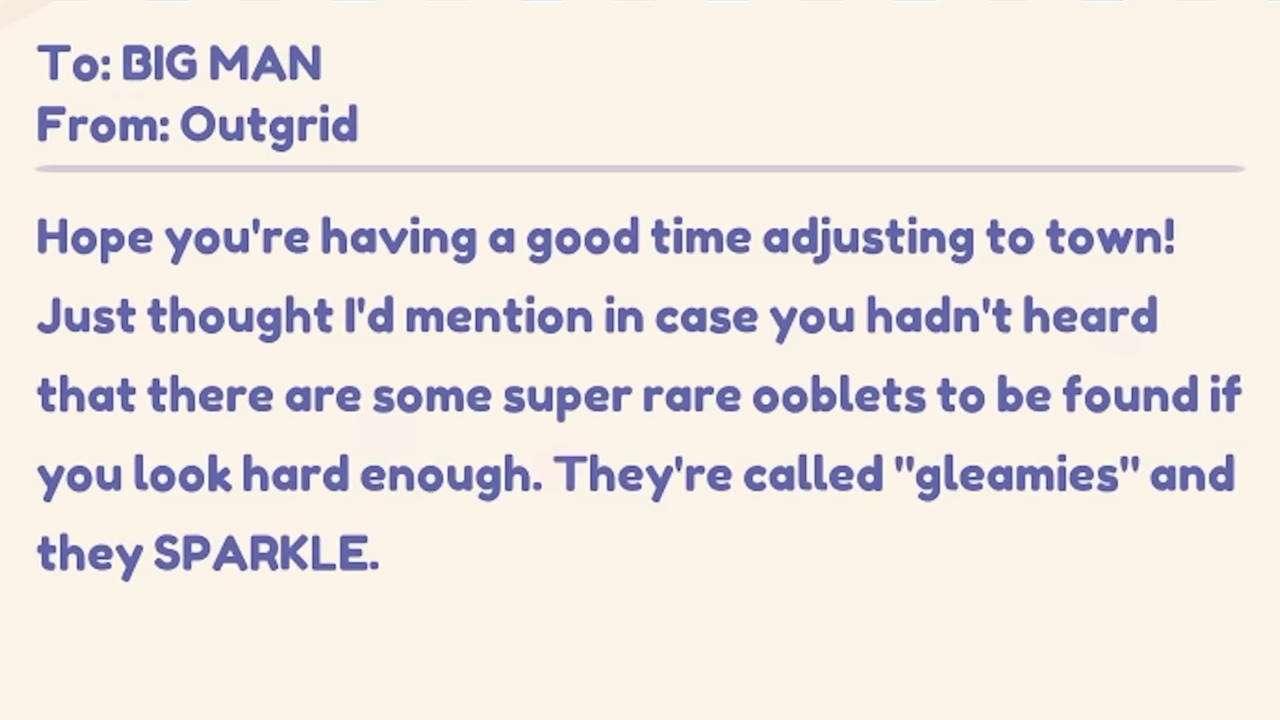 To: BIG MAN
From: Outgrid
Hope you're having a good time adjusting to town!
Just thought I'd mention in case you hadn't heard
that there are some super rare ooblets to be found if
you look hard enough. They're called "gleamies" and
they SPARKLE.